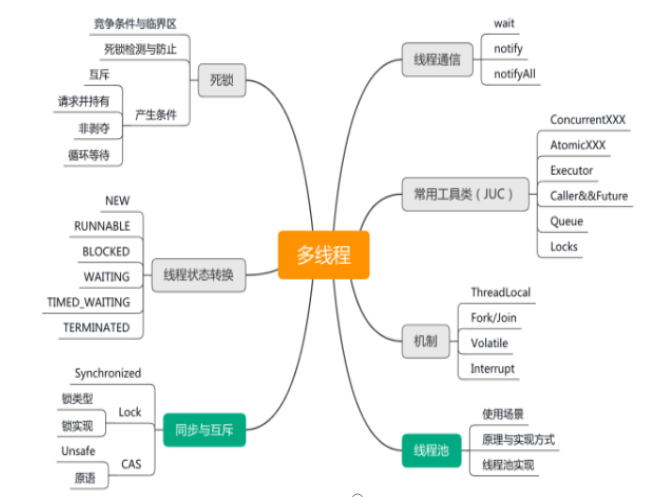 多线程
死锁
竞争条件与临界区
死锁检测与防止
产生条件
互斥
请求并持有
非剥夺
循环等待
线程状态转换
NEW
RUNNABLE
BLOCKED
WAITING
TIMED_WAITING
TERMINATED
同步与互斥
Synchronized
Lock
锁类型
锁实现
CAS
Unsafe
原语
线程通信
wait
notify
notifyAll
常用工具类（JUC）
ConcurrentXXX
AtomicXXX
Executor
Caller&&Future
Queue
Locks
机制
ThreadLocal
Fork/Join
Volatile
Interrupt
线程池
使用场景
原理与实现方式
线程池实现